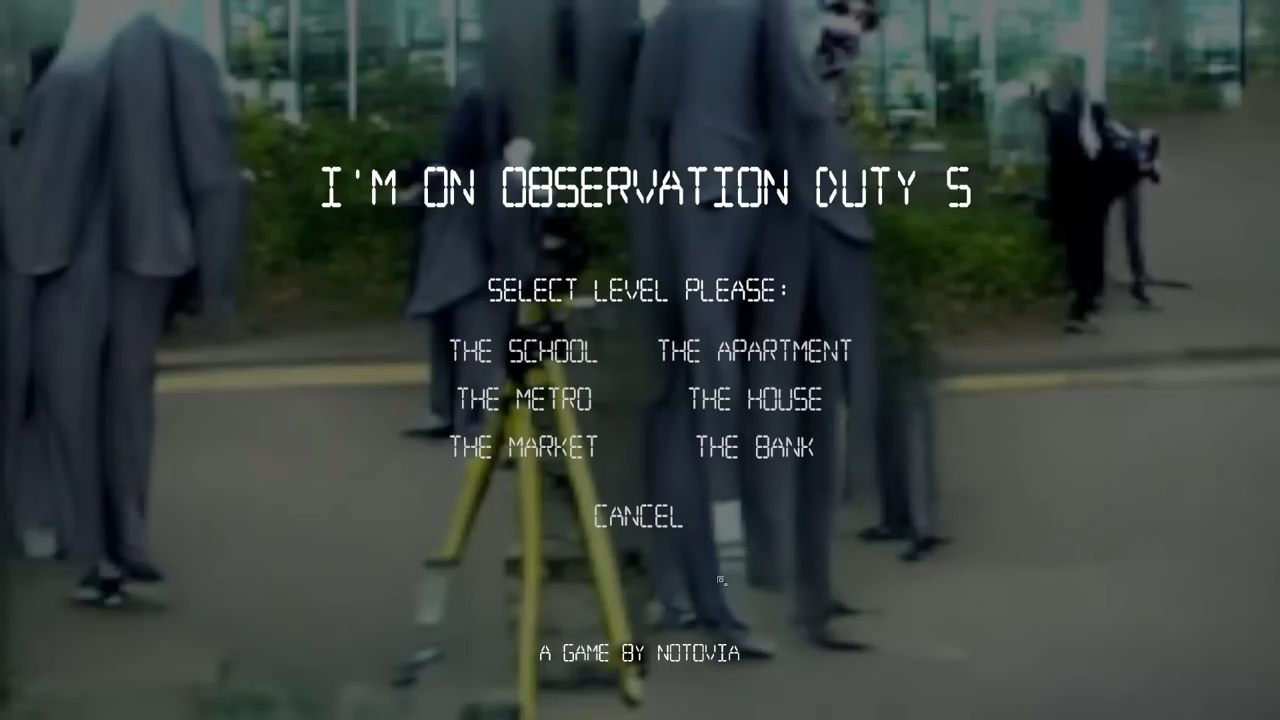 I'M ON OBSERVATION DUTY 5
SELECT LEVEL PLEASE:
THE SCHOOL THE APARTMENT
THE METRO THE HOUSE
THE MARKET THE BANK
CANCEL
A GAME BY NOTOVIA